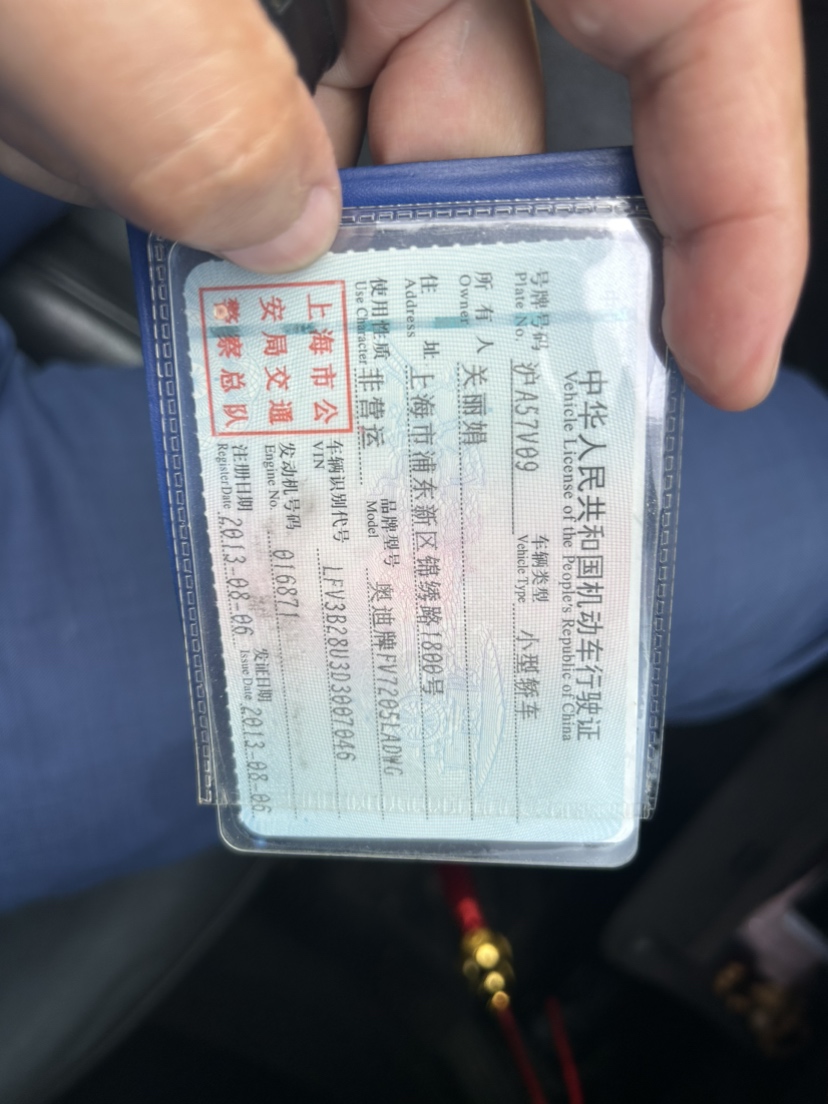 中华人民共和国机动车行驶证
Vehicle License of the People's Republic of China
号牌号码 沪A57V09 车辆类型 小型轿车
Plate No. Vehicle Type
所有人 关丽娟
Owner
住址 上海市浦东新区锦绣路1800号
Address
使用性质 非营运 品牌型号 奥迪牌FV7205LADWG
Use Character Model
车辆识别代号 LFV3B28U3D3007046
VIN
发动机号码 016871
Engine No.
注册日期 2013-08-06 发证日期 2013-08-06
Register Date Issue Date
上海市公
安局交通
警察总队